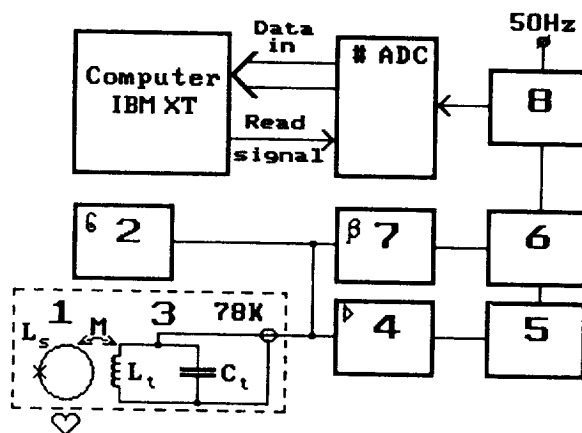 50Hz
Data
in
# ADC
Computer
IBM XT
8
Read
signal
2
β 7
6
1
M
3
78K
4
5
L_s
L_t
C_t